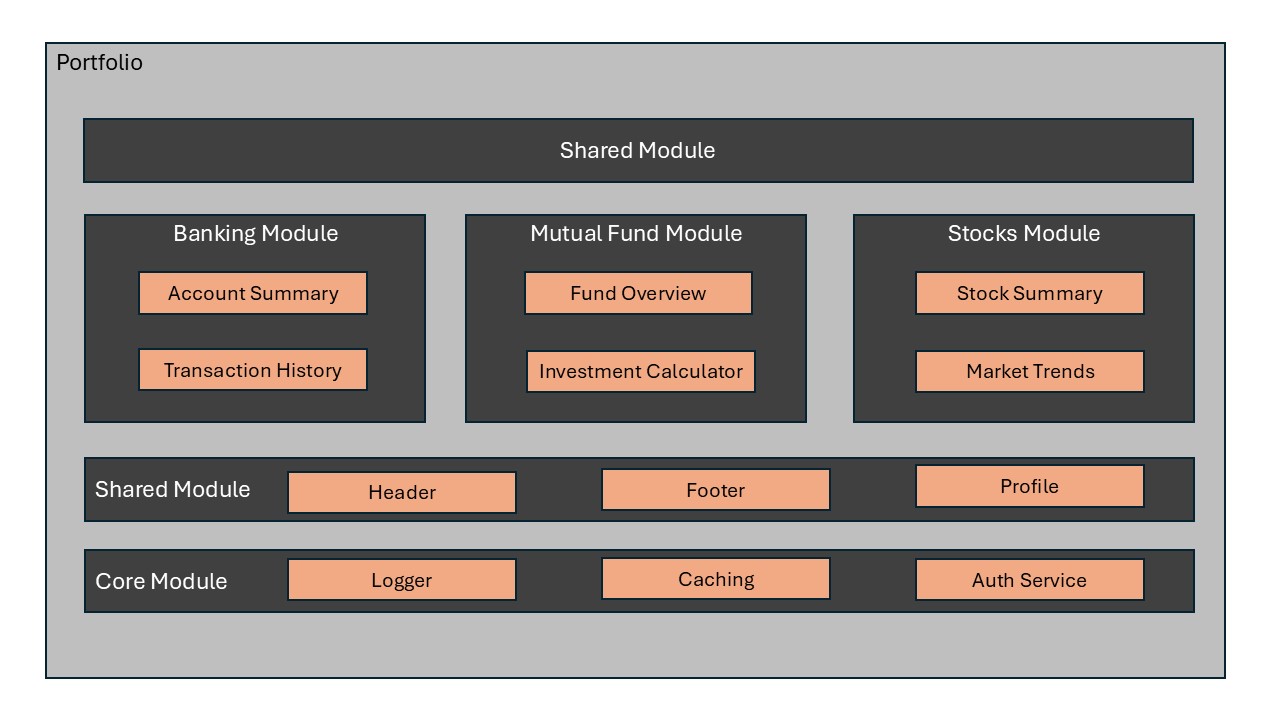 Portfolio
Shared Module
Banking Module
Account Summary
Transaction History
Mutual Fund Module
Fund Overview
Investment Calculator
Stocks Module
Stock Summary
Market Trends
Shared Module
Header
Footer
Profile
Core Module
Logger
Caching
Auth Service